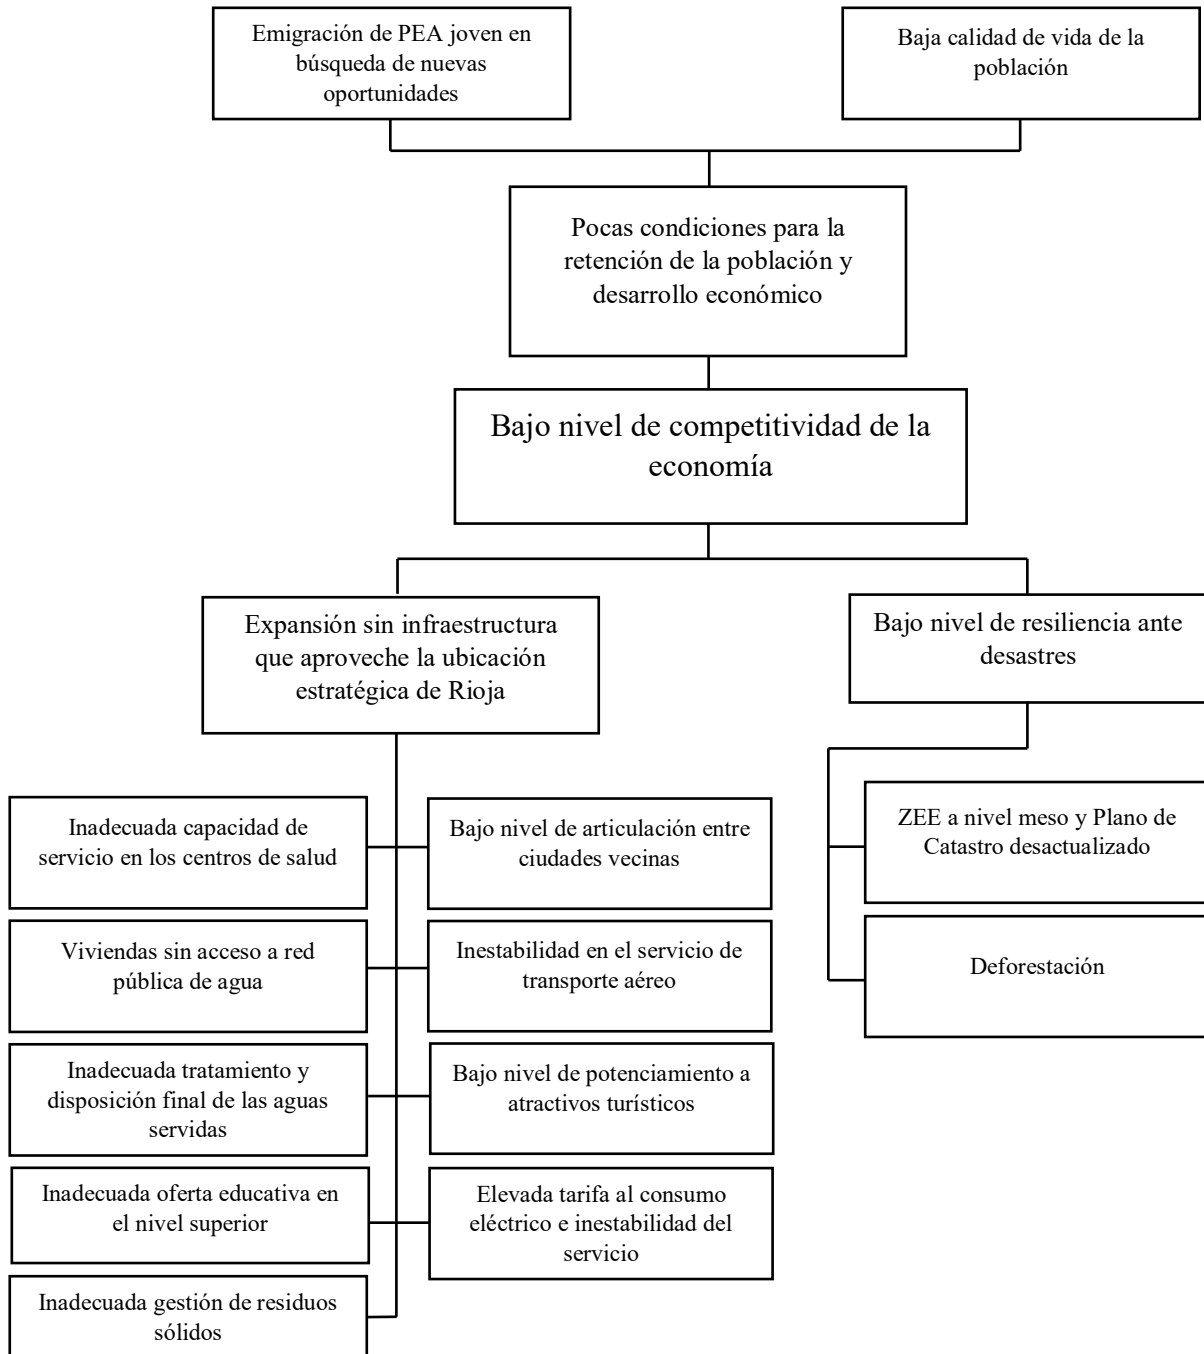 Emigración de PEA joven en
búsqueda de nuevas
oportunidades
Baja calidad de vida de la
población
Pocas condiciones para la
retención de la población y
desarrollo económico
Bajo nivel de competitividad de la
economía
Expansión sin infraestructura
que aproveche la ubicación
estratégica de Rioja
Bajo nivel de resiliencia ante
desastres
Inadecuada capacidad de
servicio en los centros de salud
Bajo nivel de articulación entre
ciudades vecinas
ZEE a nivel meso y Plano de
Catastro desactualizado
Viviendas sin acceso a red
pública de agua
Inestabilidad en el servicio de
transporte aéreo
Deforestación
Inadecuada tratamiento y
disposición final de las aguas
servidas
Bajo nivel de potenciamiento a
atractivos turísticos
Inadecuada oferta educativa en
el nivel superior
Elevada tarifa al consumo
eléctrico e inestabilidad del
servicio
Inadecuada gestión de residuos
sólidos